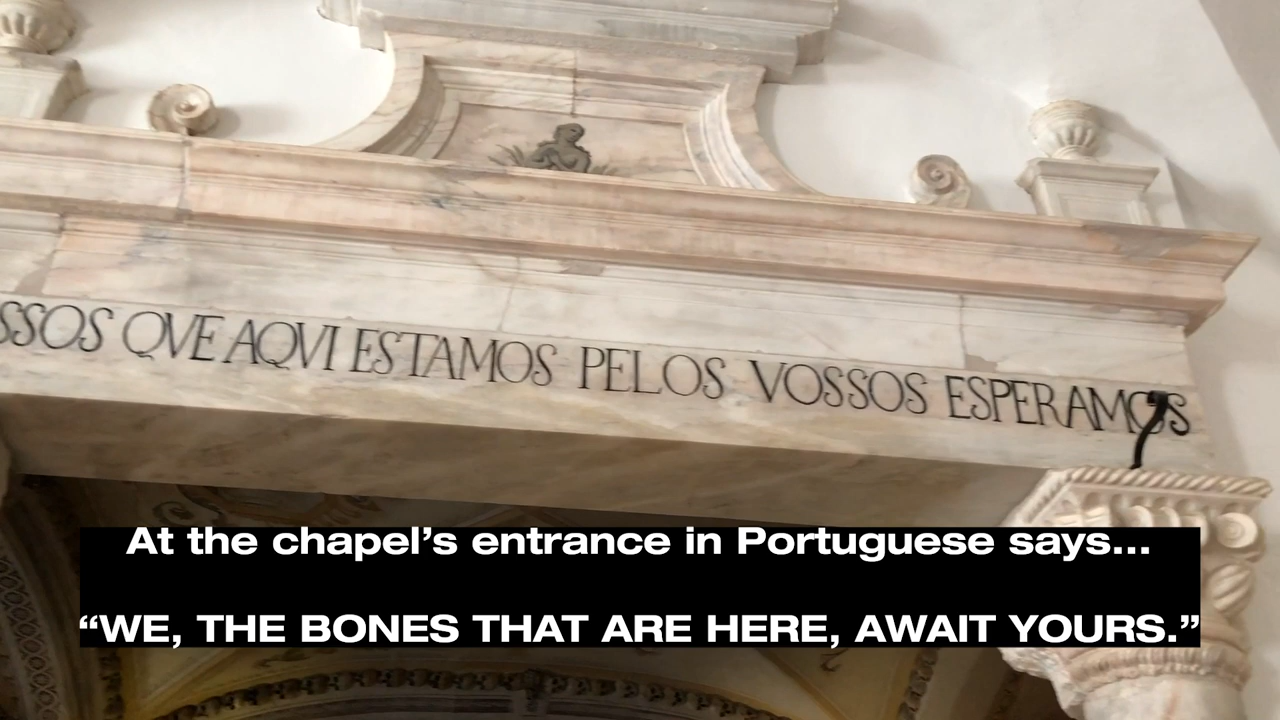 SSOS QVE AQVI ESTAMOS PELOS VOSSOS ESPERAMOS
At the chapel’s entrance in Portuguese says...
“WE, THE BONES THAT ARE HERE, AWAIT YOURS.”